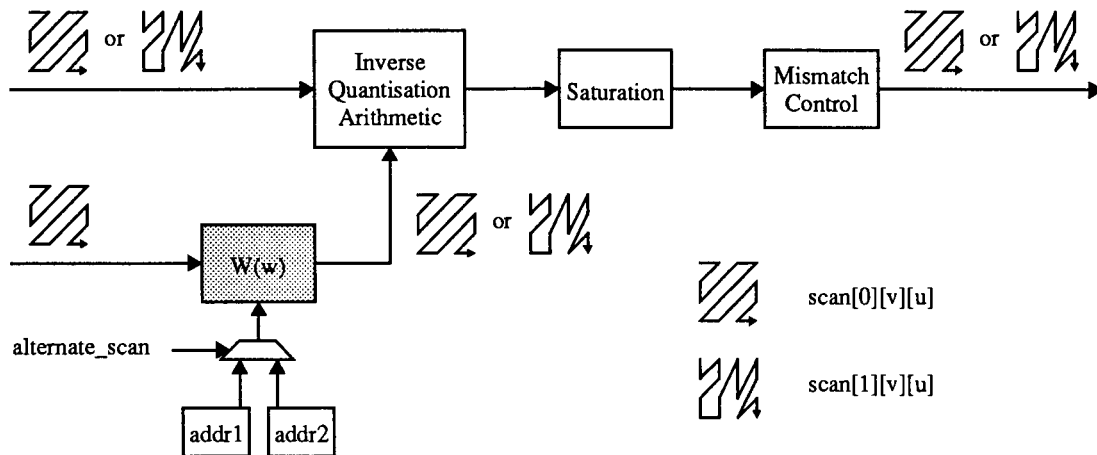 or
or
Inverse
Quantisation
Arithmetic
Saturation
Mismatch
Control
or
W(w)
scan[0][v][u]
alternate_scan
scan[1][v][u]
addr1
addr2